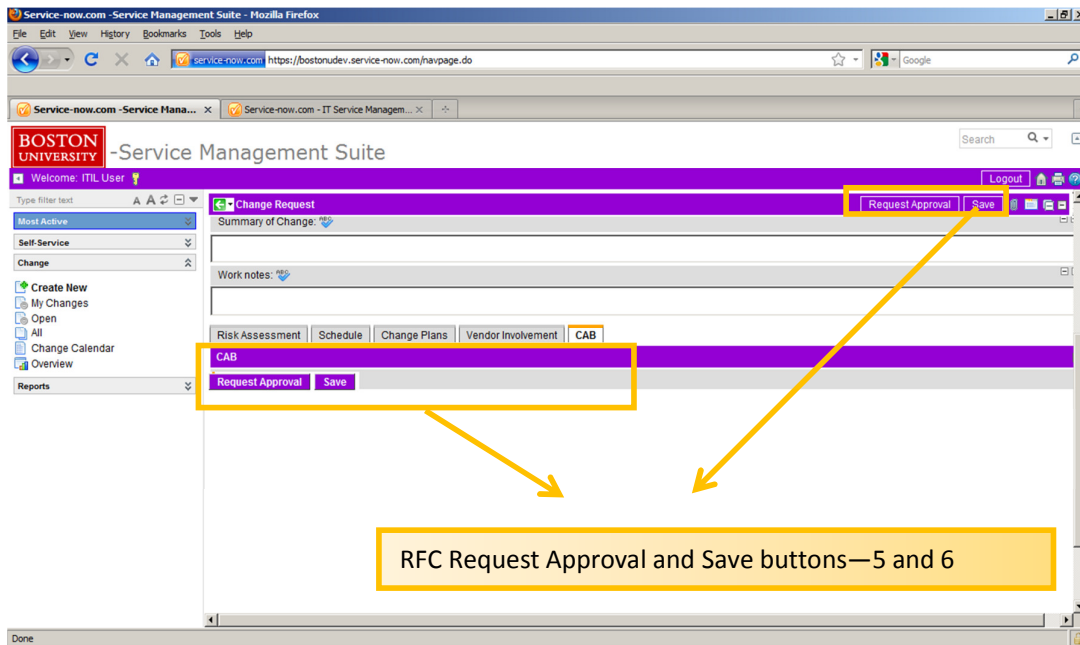 Service-now.com -Service Management Suite - Mozilla Firefox
File Edit View History Bookmarks Tools Help
service-now.com https://bostonudev.service-now.com/navpage.do
Google
Service-now.com -Service Mana... ×
Service-now.com - IT Service Managem... ×
BOSTON
UNIVERSITY
-Service Management Suite
Search
Welcome: ITIL User
Logout
Type filter text
A A
Most Active
Self-Service
Change
Create New
My Changes
Open
All
Change Calendar
Overview
Reports
Change Request
Request Approval Save
Summary of Change: ABC
Work notes: ABC
Risk Assessment Schedule Change Plans Vendor Involvement CAB
CAB
Request Approval Save
RFC Request Approval and Save buttons—5 and 6
Done